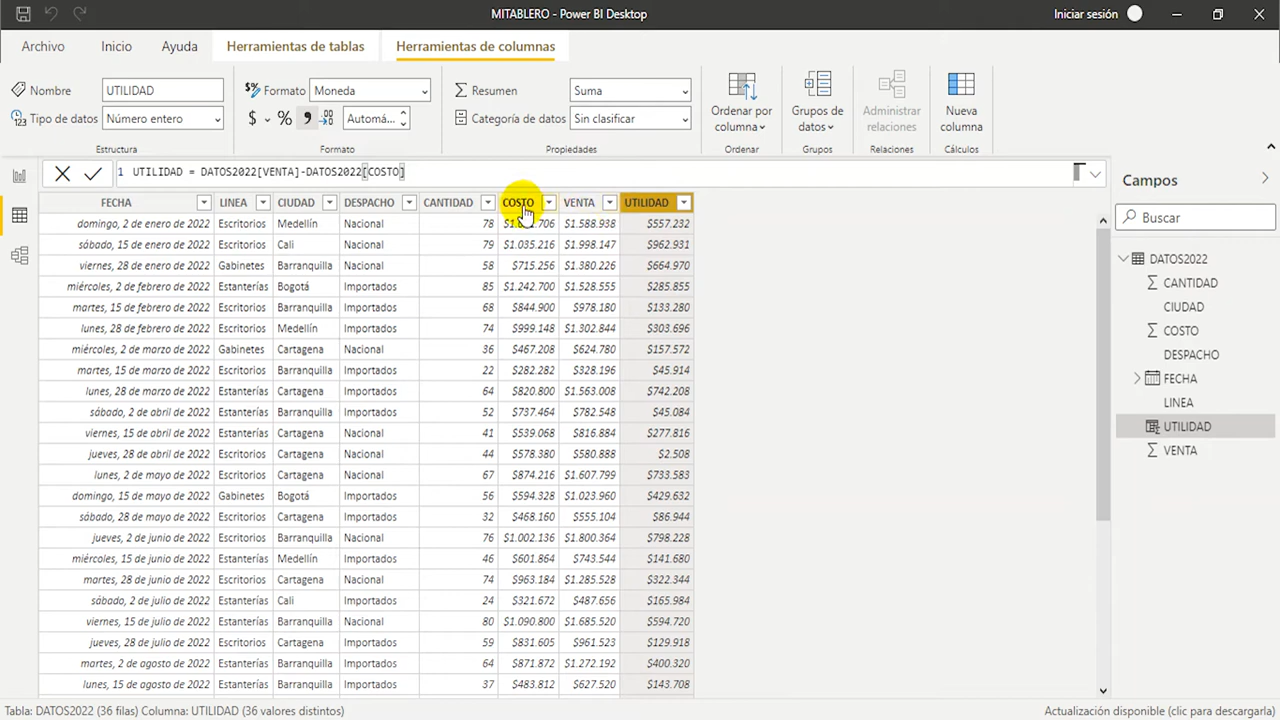 MITABLERO - Power BI Desktop
Iniciar sesión
Archivo Inicio Ayuda Herramientas de tablas Herramientas de columnas
Nombre UTILIDAD
Tipo de datos Número entero
Estructura
Formato Moneda
$ % , Automá...
Formato
Resumen Suma
Categoría de datos Sin clasificar
Propiedades
Ordenar por columna
Ordenar
Grupos de datos
Grupos
Administrar relaciones
Relaciones
Nueva columna
Cálculos
1 UTILIDAD = DATOS2022[VENTA]-DATOS2022[COSTO]
FECHA LINEA CIUDAD DESPACHO CANTIDAD COSTO VENTA UTILIDAD
domingo, 2 de enero de 2022 Escritorios Medellín Nacional 78 $1.588.938 $557.232
sábado, 15 de enero de 2022 Escritorios Cali Nacional 79 $1.035.216 $1.998.147 $962.931
viernes, 28 de enero de 2022 Gabinetes Barranquilla Nacional 58 $715.256 $1.380.226 $664.970
miércoles, 2 de febrero de 2022 Estanterías Bogotá Importados 85 $1.242.700 $1.528.555 $285.855
martes, 15 de febrero de 2022 Escritorios Barranquilla Importados 68 $844.900 $978.180 $133.280
lunes, 28 de febrero de 2022 Escritorios Medellín Importados 74 $999.148 $1.302.844 $303.696
miércoles, 2 de marzo de 2022 Gabinetes Cartagena Nacional 36 $467.208 $624.780 $157.572
martes, 15 de marzo de 2022 Escritorios Barranquilla Nacional 22 $282.282 $328.196 $45.914
lunes, 28 de marzo de 2022 Estanterías Cartagena Importados 64 $820.800 $1.563.008 $742.208
sábado, 2 de abril de 2022 Estanterías Barranquilla Importados 52 $737.464 $782.548 $45.084
viernes, 15 de abril de 2022 Estanterías Cartagena Nacional 41 $539.068 $816.884 $277.816
jueves, 28 de abril de 2022 Escritorios Cartagena Nacional 44 $578.380 $580.888 $2.508
lunes, 2 de mayo de 2022 Escritorios Cartagena Importados 67 $874.216 $1.607.799 $733.583
domingo, 15 de mayo de 2022 Gabinetes Bogotá Importados 56 $594.328 $1.023.960 $429.632
sábado, 28 de mayo de 2022 Escritorios Cartagena Importados 32 $468.160 $555.104 $86.944
jueves, 2 de junio de 2022 Escritorios Cartagena Nacional 76 $1.002.136 $1.800.364 $798.228
miércoles, 15 de junio de 2022 Estanterías Medellín Importados 46 $601.864 $743.544 $141.680
martes, 28 de junio de 2022 Escritorios Cartagena Nacional 74 $963.184 $1.285.528 $322.344
sábado, 2 de julio de 2022 Estanterías Cali Importados 24 $321.672 $487.656 $165.984
viernes, 15 de julio de 2022 Escritorios Barranquilla Nacional 80 $1.090.800 $1.685.520 $594.720
jueves, 28 de julio de 2022 Escritorios Cartagena Importados 59 $831.605 $961.523 $129.918
martes, 2 de agosto de 2022 Estanterías Barranquilla Importados 64 $871.872 $1.272.192 $400.320
lunes, 15 de agosto de 2022 Estanterías Barranquilla Importados 37 $483.812 $627.520 $143.708
Campos
Buscar
DATOS2022
CANTIDAD
CIUDAD
COSTO
DESPACHO
FECHA
LINEA
UTILIDAD
VENTA
Tabla: DATOS2022 (36 filas) Columna: UTILIDAD (36 valores distintos)
Actualización disponible (clic para descargarla)